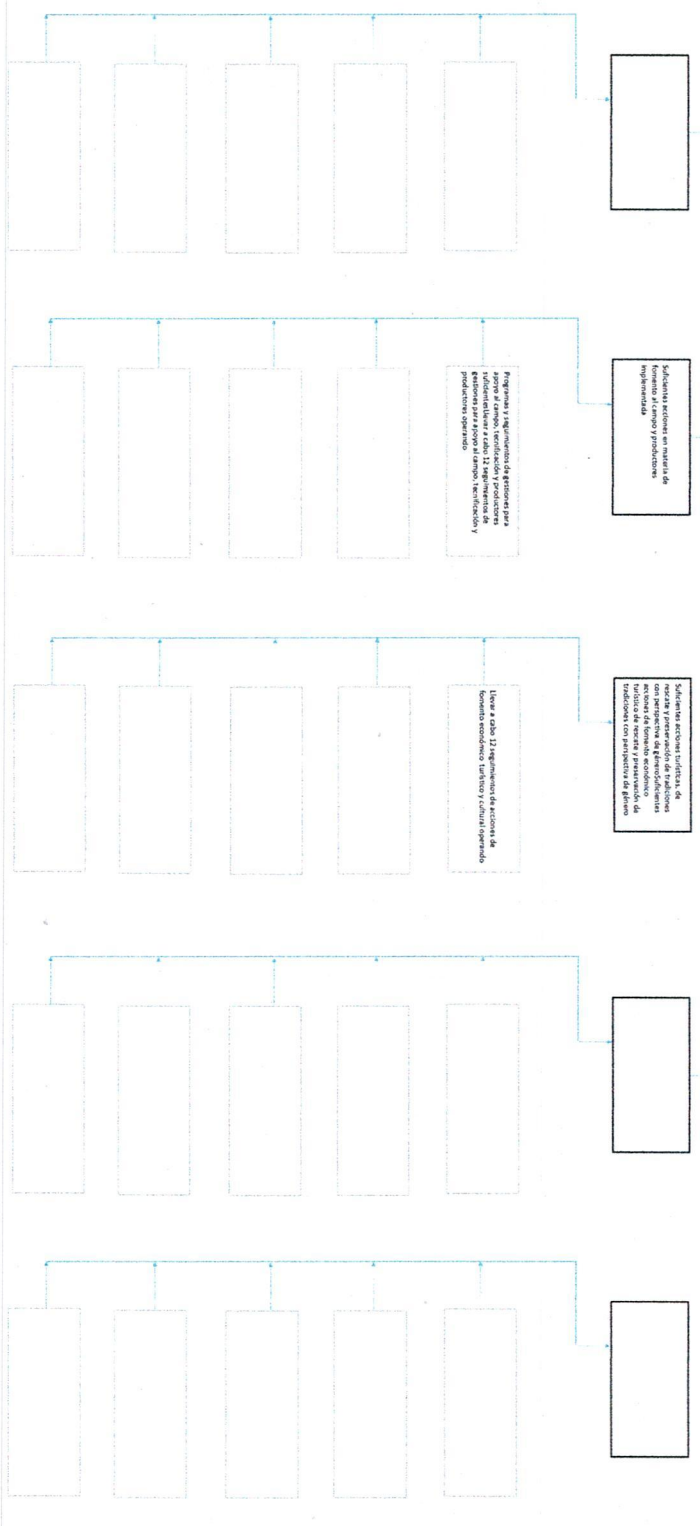 Suficientes acciones en materia de
fomento al campo y productores
implementada
Programas y seguimientos de gestiones para
apoyo al campo, tecnificación y productores
suficientesLlevar a cabo 12 seguimientos de
gestiones para apoyo al campo, tecnificación y
productores operando
Suficientes acciones turísticas, de
rescate y preservación de tradiciones
con perspectiva de géneroSuficientes
acciones de fomento económico
turístico de rescate y preservación de
tradiciones con perspectiva de género
Llevar a cabo 12 seguimientos de acciones de
fomento económico turístico y cultural operando